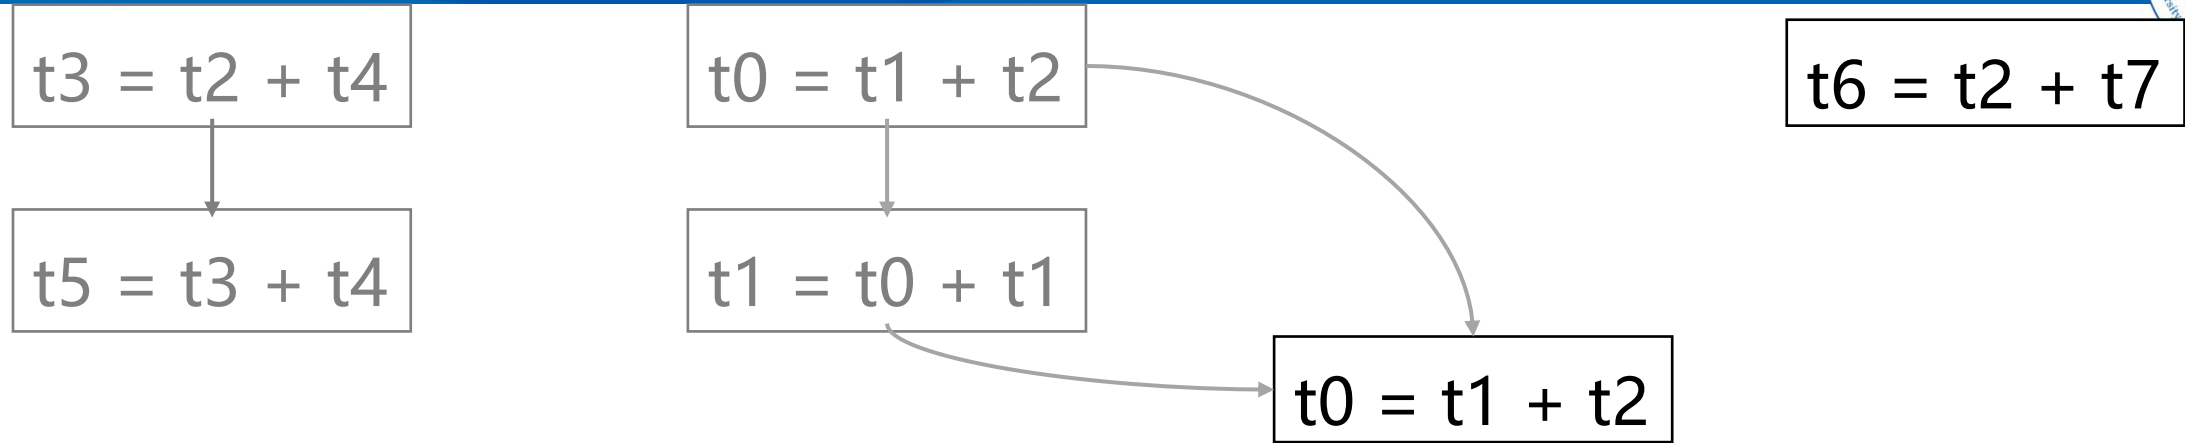 t3 = t2 + t4
t0 = t1 + t2
t6 = t2 + t7
t5 = t3 + t4
t1 = t0 + t1
t0 = t1 + t2